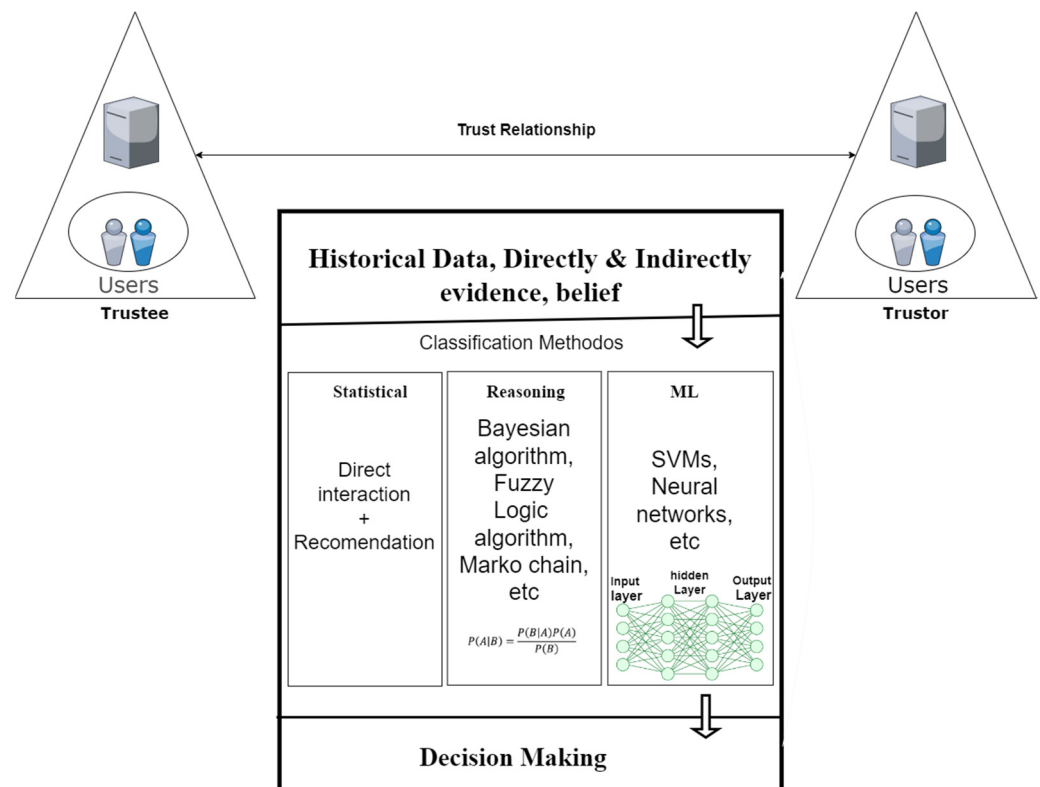 Trust Relationship
Users
Trustee
Users
Trustor
Historical Data, Directly & Indirectly
evidence, belief
Classification Methodos
Statistical
Direct
interaction
+
Recomendation
Reasoning
Bayesian
algorithm,
Fuzzy
Logic
algorithm,
Marko chain,
etc
P(A|B) = P(B|A)P(A) / P(B)
ML
SVMs,
Neural
networks,
etc
Input
layer
hidden
Layer
Output
Layer
Decision Making